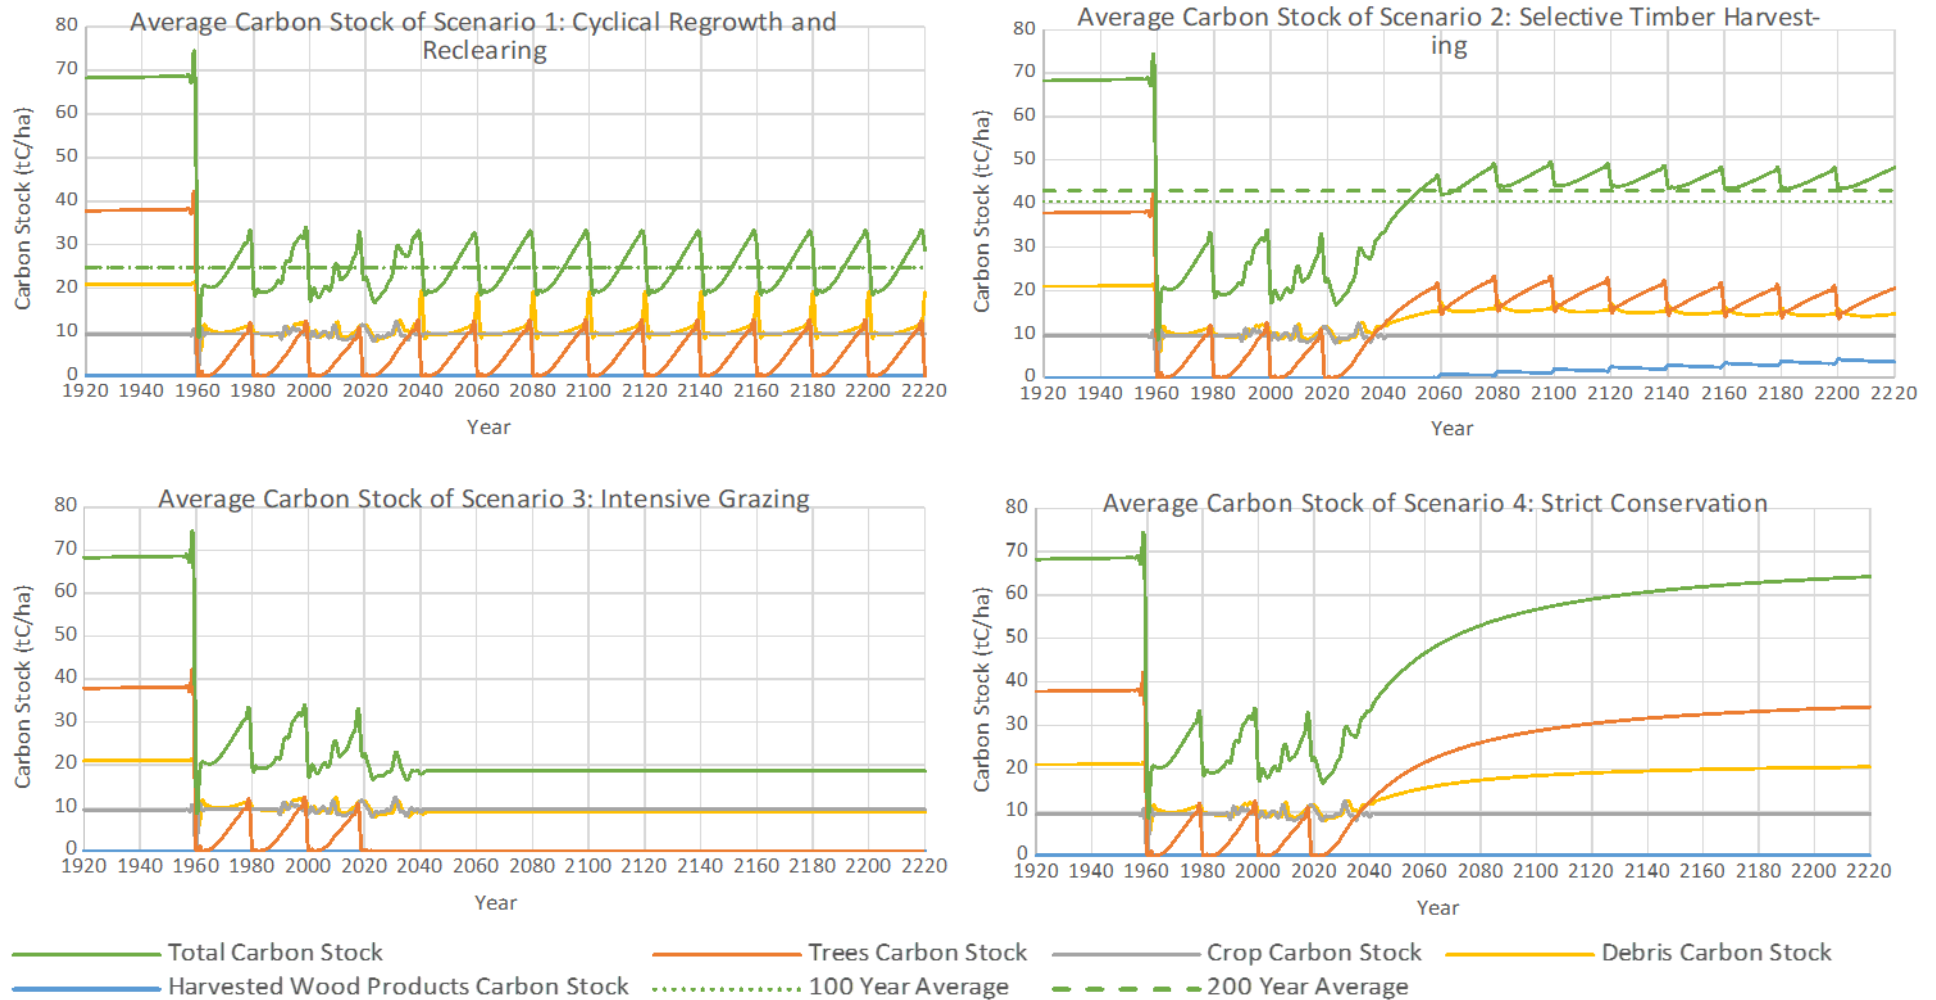 Average Carbon Stock of Scenario 1: Cyclical Regrowth and
Reclearing
80
70
60
50
40
30
20
10
0
Carbon Stock (tC/ha)
1920 1940 1960 1980 2000 2020 2040 2060 2080 2100 2120 2140 2160 2180 2200 2220
Year
Average Carbon Stock of Scenario 2: Selective Timber Harvest-
ing
80
70
60
50
40
30
20
10
0
Carbon Stock (tC/ha)
1920 1940 1960 1980 2000 2020 2040 2060 2080 2100 2120 2140 2160 2180 2200 2220
Year
Average Carbon Stock of Scenario 3: Intensive Grazing
80
70
60
50
40
30
20
10
0
Carbon Stock (tC/ha)
1920 1940 1960 1980 2000 2020 2040 2060 2080 2100 2120 2140 2160 2180 2200 2220
Year
Average Carbon Stock of Scenario 4: Strict Conservation
80
70
60
50
40
30
20
10
0
Carbon Stock (tC/ha)
1920 1940 1960 1980 2000 2020 2040 2060 2080 2100 2120 2140 2160 2180 2200 2220
Year
Total Carbon Stock Trees Carbon Stock Crop Carbon Stock Debris Carbon Stock
Harvested Wood Products Carbon Stock 100 Year Average 200 Year Average